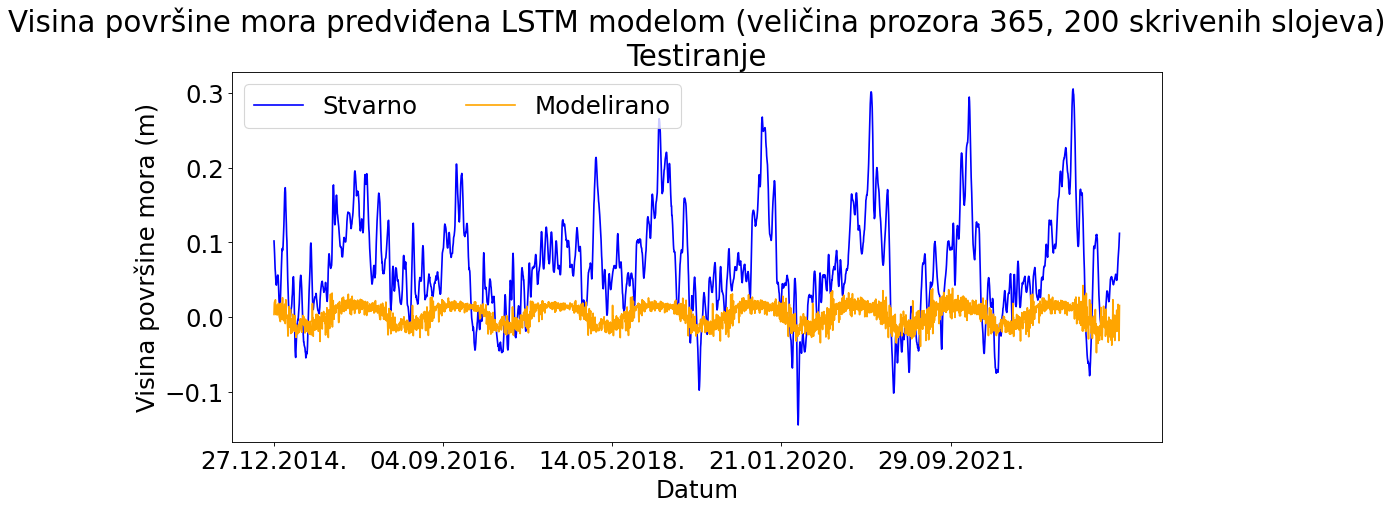 Visina površine mora predviđena LSTM modelom (veličina prozora 365, 200 skrivenih slojeva)
Testiranje
Stvarno Modelirano
Visina površine mora (m)
0.3
0.2
0.1
0.0
−0.1
27.12.2014. 04.09.2016. 14.05.2018. 21.01.2020. 29.09.2021.
Datum